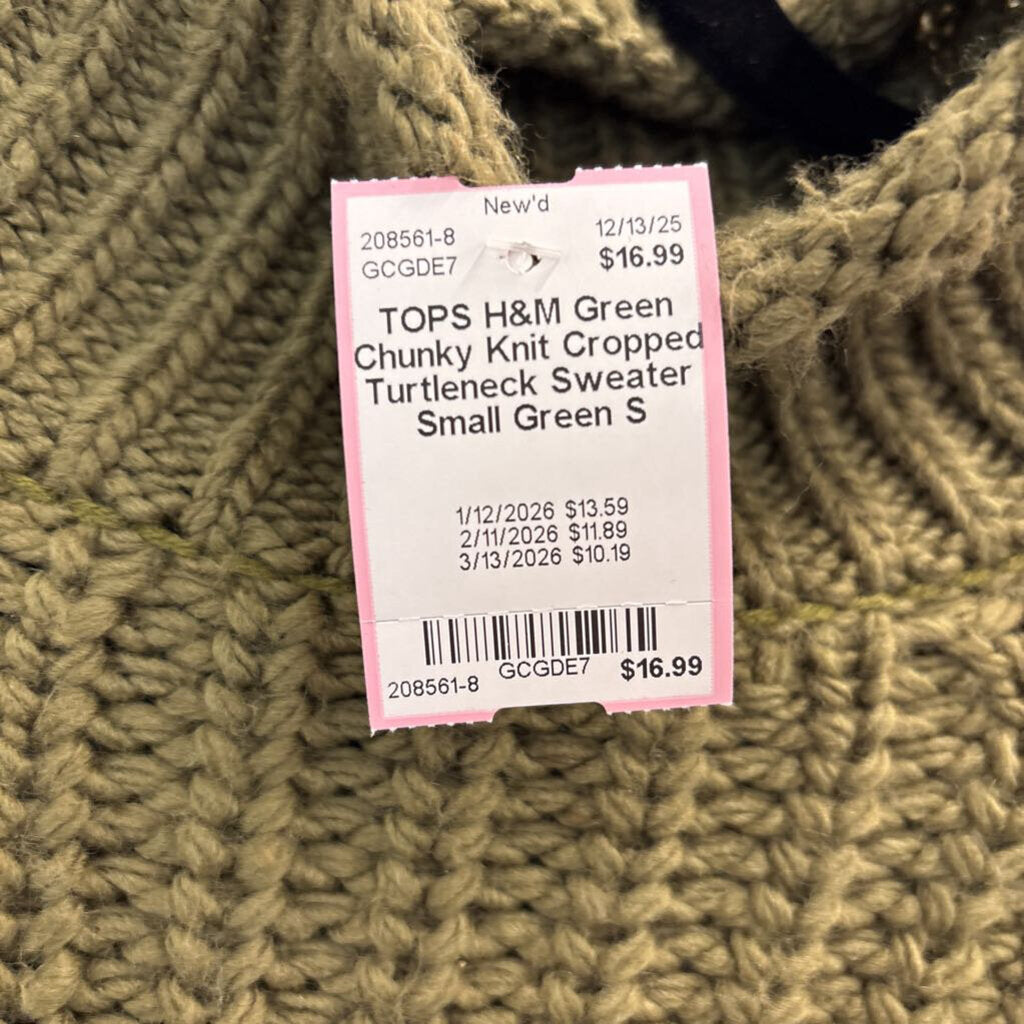 New'd
208561-8
12/13/25
GCGDE7
$16.99
TOPS H&M Green
Chunky Knit Cropped
Turtleneck Sweater
Small Green S
1/12/2026 $13.59
2/11/2026 $11.89
3/13/2026 $10.19
208561-8
GCGDE7
$16.99